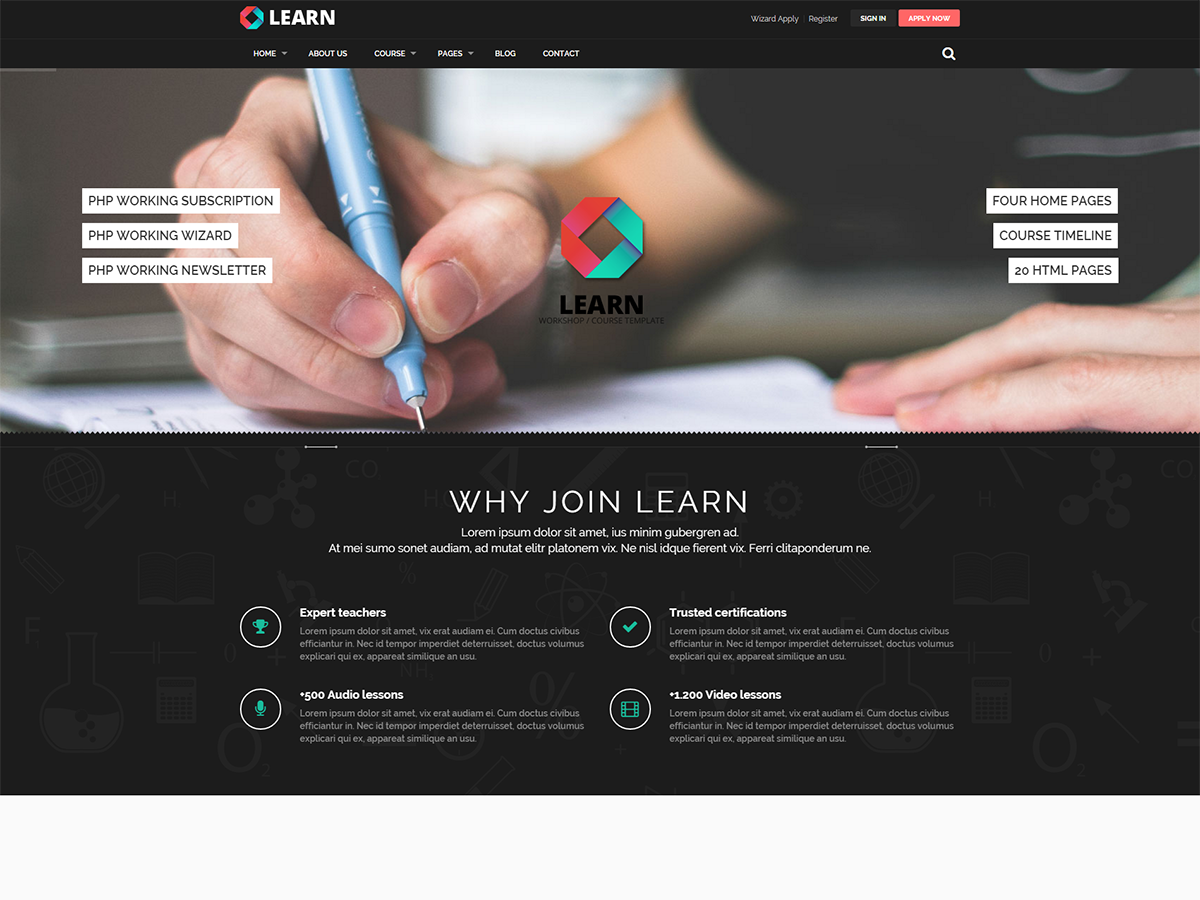 LEARN
Wizard Apply | Register
SIGN IN
APPLY NOW
HOME
ABOUT US
COURSE
PAGES
BLOG
CONTACT
PHP WORKING SUBSCRIPTION
PHP WORKING WIZARD
PHP WORKING NEWSLETTER
LEARN
WORKSHOP / COURSE TEMPLATE
FOUR HOME PAGES
COURSE TIMELINE
20 HTML PAGES
WHY JOIN LEARN
Lorem ipsum dolor sit amet, ius minim gubergren ad.
At mei sumo sonet audiam, ad mutat elitr platonem vix. Ne nisl idque fierent vix. Ferri clitaponderum ne.
Expert teachers
Lorem ipsum dolor sit amet, vix erat audiam ei. Cum doctus civibus
efficiantur in. Nec id tempor imperdiet deterruisset, doctus volumus
explicari qui ex, appareat similique an usu.
Trusted certifications
Lorem ipsum dolor sit amet, vix erat audiam ei. Cum doctus civibus
efficiantur in. Nec id tempor imperdiet deterruisset, doctus volumus
explicari qui ex, appareat similique an usu.
+500 Audio lessons
Lorem ipsum dolor sit amet, vix erat audiam ei. Cum doctus civibus
efficiantur in. Nec id tempor imperdiet deterruisset, doctus volumus
explicari qui ex, appareat similique an usu.
+1.200 Video lessons
Lorem ipsum dolor sit amet, vix erat audiam ei. Cum doctus civibus
efficiantur in. Nec id tempor imperdiet deterruisset, doctus volumus
explicari qui ex, appareat similique an usu.